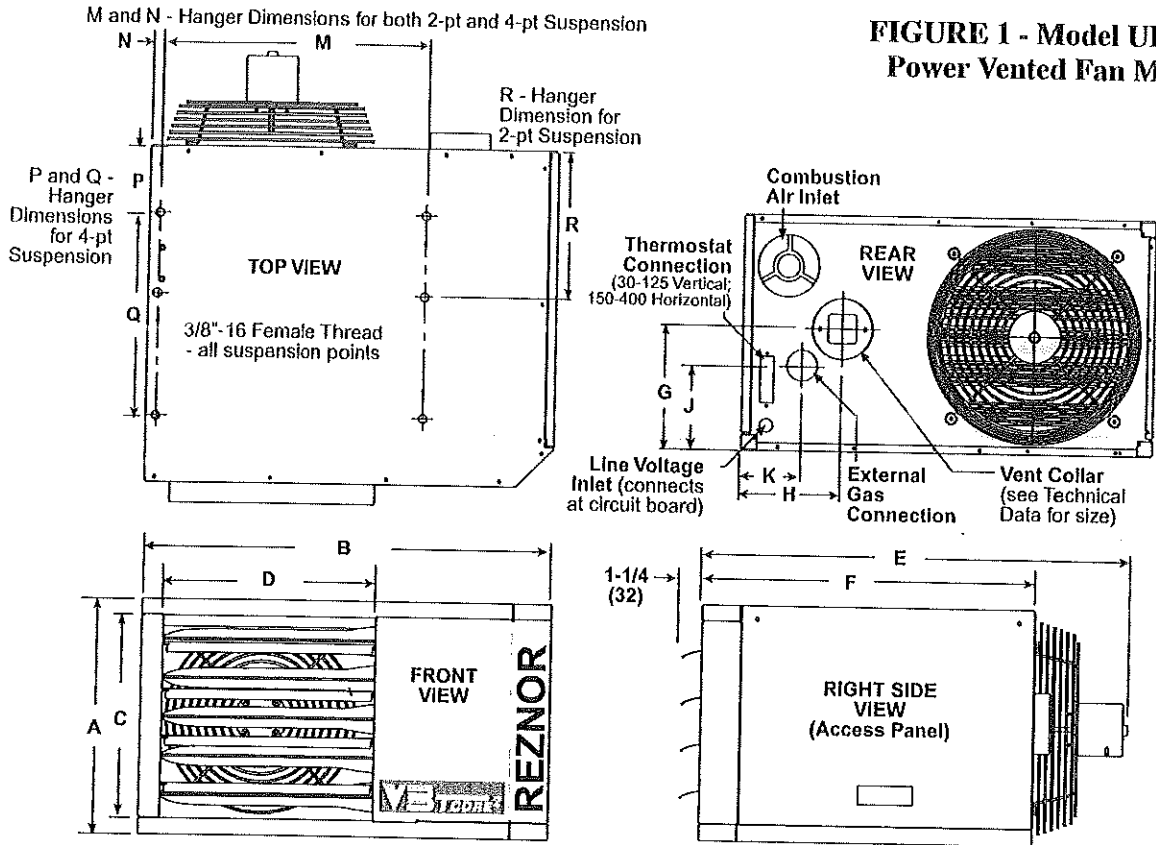 M and N - Hanger Dimensions for both 2-pt and 4-pt Suspension
FIGURE 1 - Model
Power Vented Fan
N
M
R - Hanger
Dimension for
2-pt Suspension
P
P and Q -
Hanger
Dimensions
for 4-pt
Suspension
R
TOP VIEW
Q
3/8"-16 Female Thread
- all suspension points
Combustion
Air Inlet
Thermostat
Connection
(30-125 Vertical;
150-400 Horizontal)
REAR
VIEW
G
J
K
H
Line Voltage
Inlet (connects
at circuit board)
External
Gas
Connection
Vent Collar
(see Technical
Data for size)
B
D
A
C
FRONT
VIEW
REZNOR
E
1-1/4
(32)
F
RIGHT SIDE
VIEW
(Access Panel)